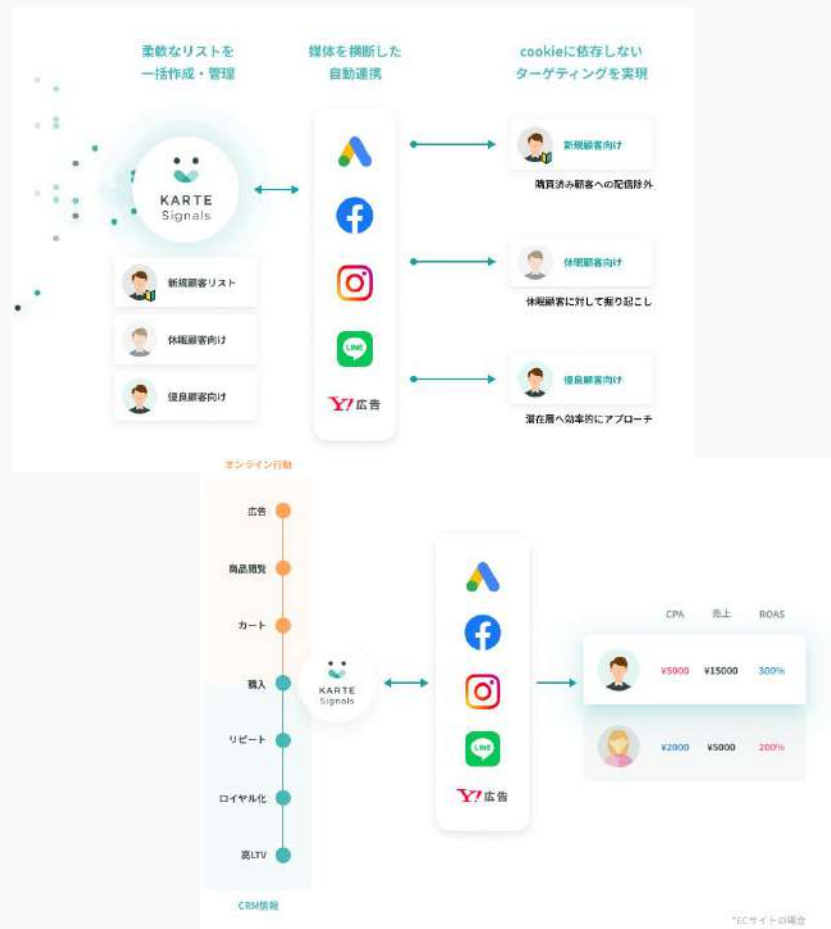 柔軟なリストを
一括作成・管理
媒体を横断した
自動連携
cookieに依存しない
ターゲティングを実現
KARTE
Signals
新規顧客リスト
休眠顧客向け
優良顧客向け
LINE
Y!広告
新規顧客向け
購買済み顧客への配信除外
休眠顧客向け
休眠顧客に対して掘り起こし
優良顧客向け
潜在層へ効率的にアプローチ
オンライン行動
広告
商品閲覧
カート
購入
リピート
ロイヤル化
高LTV
CRM情報
KARTE
Signals
LINE
Y!広告
CPA 売上 ROAS
¥5000 ¥15000 300%
¥2000 ¥5000 200%
*ECサイトの場合